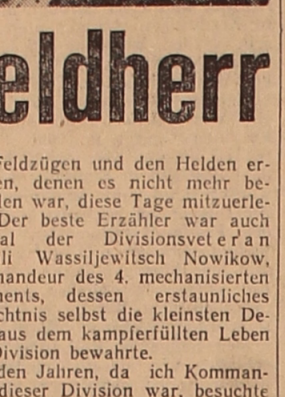 eldherr
Feldzügen und den Helden er-
en, denen es nicht mehr be-
den war, diese Tage mitzuerle-
Der beste Erzähler war auch
al der Divisionsveteran
li Wassiljewitsch Nowikow,
mandeur des 4. mechanisierten
ments, dessen erstaunliches
chtnis selbst die kleinsten De-
aus dem kampferfüllten Leben
Division bewahrte.
den Jahren, da ich Komman-
dieser Division war, besuchte